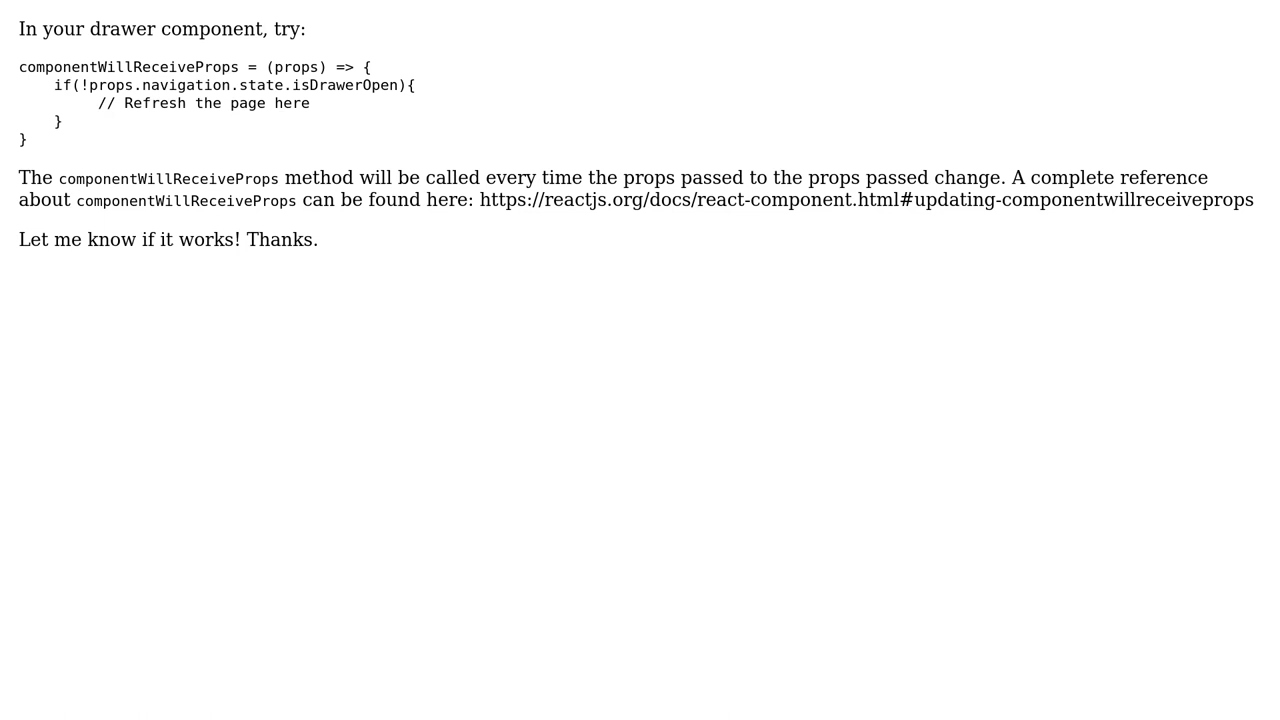 In your drawer component, try:
componentWillReceiveProps = (props) => {
    if(!props.navigation.state.isDrawerOpen){
         // Refresh the page here
    }
}
The componentWillReceiveProps method will be called every time the props passed to the props passed change. A complete reference
about componentWillReceiveProps can be found here: https://reactjs.org/docs/react-component.html#updating-componentwillreceiveprops
Let me know if it works! Thanks.